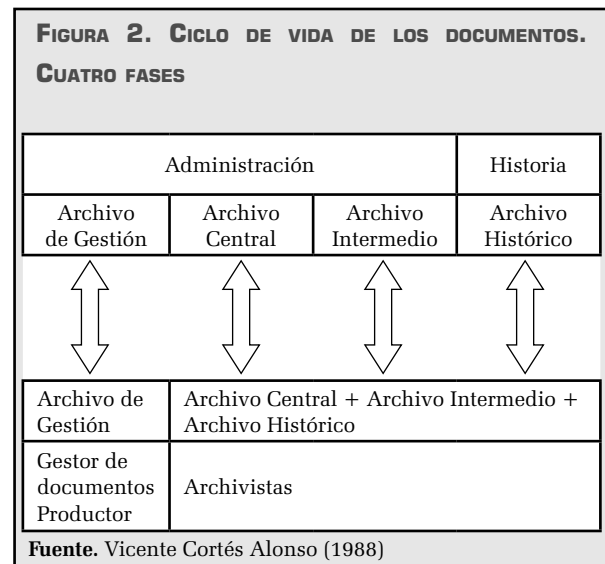 FIGURA 2. CICLO DE VIDA DE LOS DOCUMENTOS.
CUATRO FASES
Administración Historia
Archivo de Gestión Archivo Central Archivo Intermedio Archivo Histórico
Archivo de Gestión Archivo Central + Archivo Intermedio + Archivo Histórico
Gestor de documentos Productor Archivistas
Fuente. Vicente Cortés Alonso (1988)